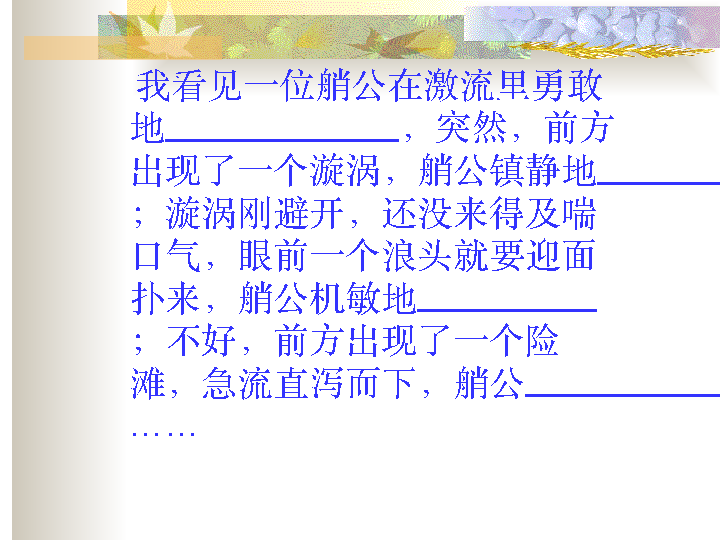 我看见一位艄公在激流里勇敢
地____________，突然，前方
出现了一个漩涡，艄公镇静地______
；漩涡刚避开，还没来得及喘
口气，眼前一个浪头就要迎面
扑来，艄公机敏地_________
；不好，前方出现了一个险
滩，急流直泻而下，艄公__________
……